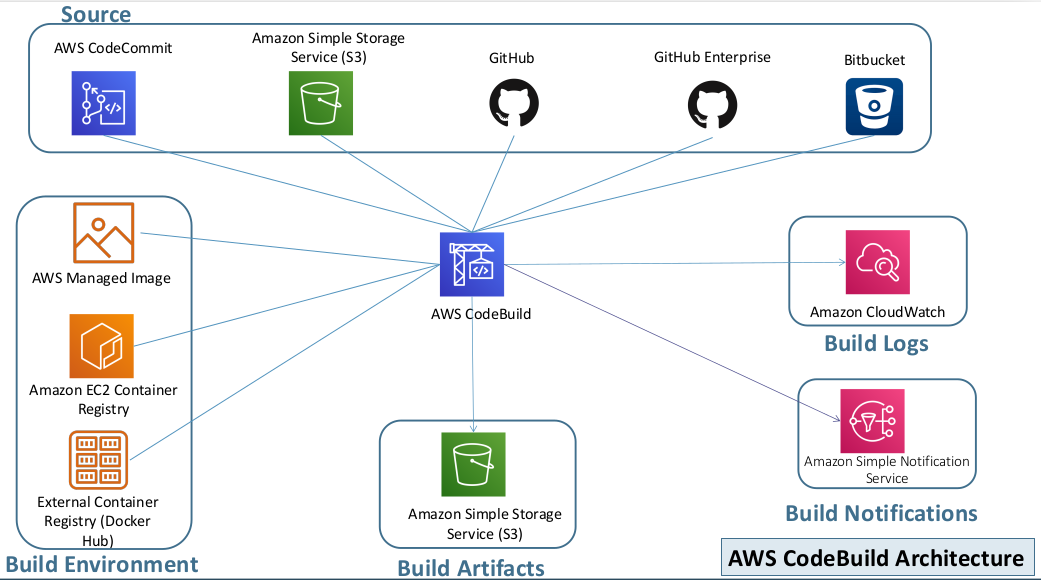 Source
AWS CodeCommit
Amazon Simple Storage
Service (S3)
GitHub
GitHub Enterprise
Bitbucket
AWS Managed Image
Amazon EC2 Container
Registry
External Container
Registry (Docker
Hub)
Build Environment
AWS CodeBuild
Amazon Simple Storage
Service (S3)
Build Artifacts
Amazon CloudWatch
Build Logs
Amazon Simple Notification
Service
Build Notifications
AWS CodeBuild Architecture